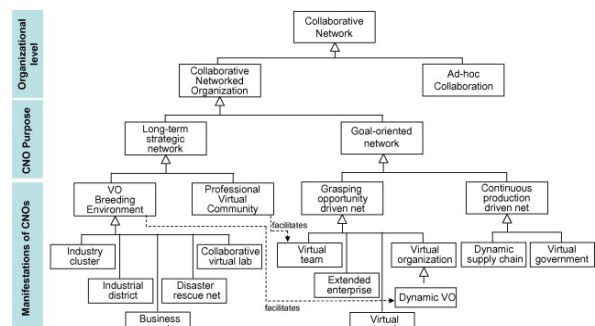 Organizational
level
Collaborative
Network
Collaborative
Networked
Organization
Ad-hoc
Collaboration
CNO Purpose
Long-term
strategic
network
Goal-oriented
network
Manifestations of CNOs
VO
Breeding
Environment
Professional
Virtual
Community
Grasping
opportunity
driven net
Continuous
production
driven net
facilitates
Industry
cluster
Collaborative
virtual lab
Virtual
team
Virtual
organization
Dynamic
supply chain
Virtual
government
Industrial
district
Disaster
rescue net
Extended
enterprise
Dynamic VO
facilitates
Business
Virtual